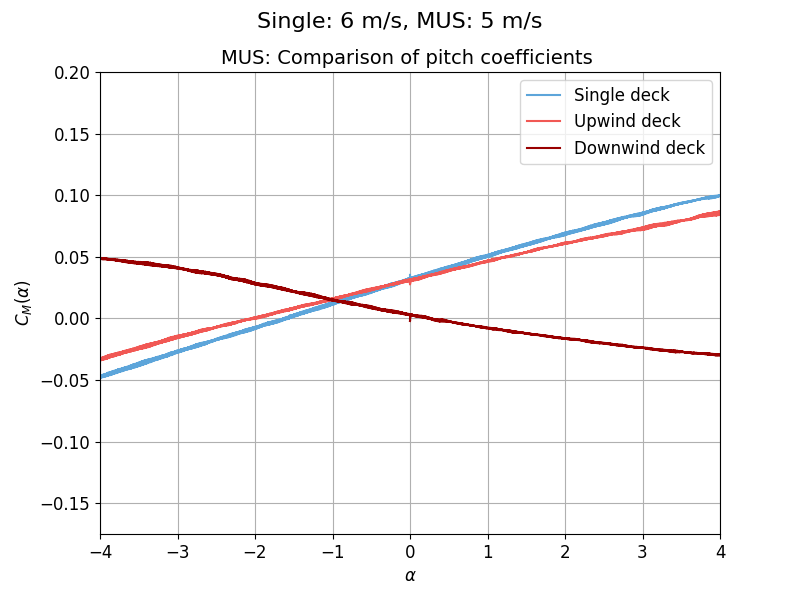 Single: 6 m/s, MUS: 5 m/s
MUS: Comparison of pitch coefficients
Single deck
Upwind deck
Downwind deck
0.20
0.15
0.10
0.05
0.00
−0.05
−0.10
−0.15
C_M(α)
−4 −3 −2 −1 0 1 2 3 4
α